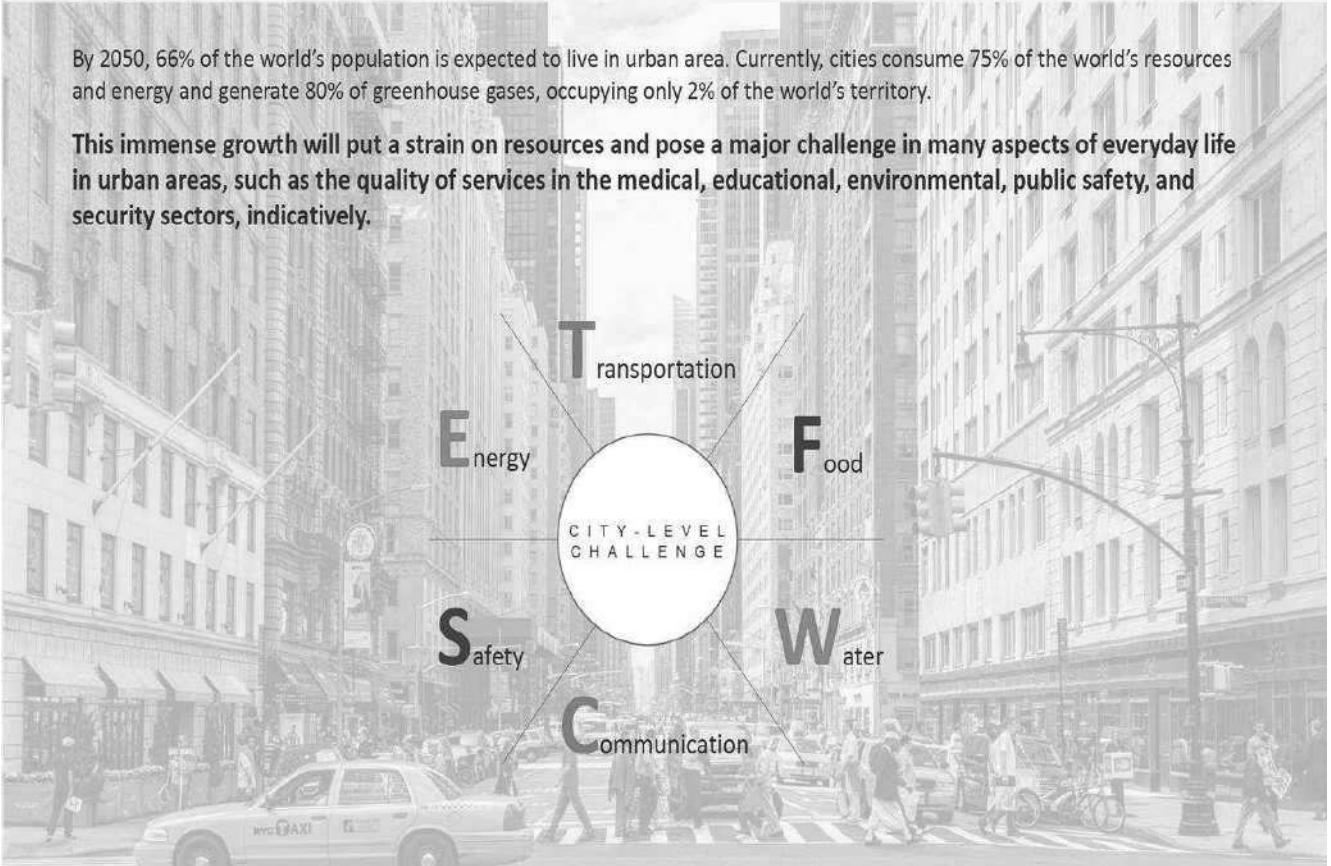 By 2050, 66% of the world's population is expected to live in urban area. Currently, cities consume 75% of the world's resources
and energy and generate 80% of greenhouse gases, occupying only 2% of the world's territory.
This immense growth will put a strain on resources and pose a major challenge in many aspects of everyday life
in urban areas, such as the quality of services in the medical, educational, environmental, public safety, and
security sectors, indicatively.
Transportation
Energy
Food
CITY-LEVEL
CHALLENGE
Safety
Water
Communication
NYC TAXI